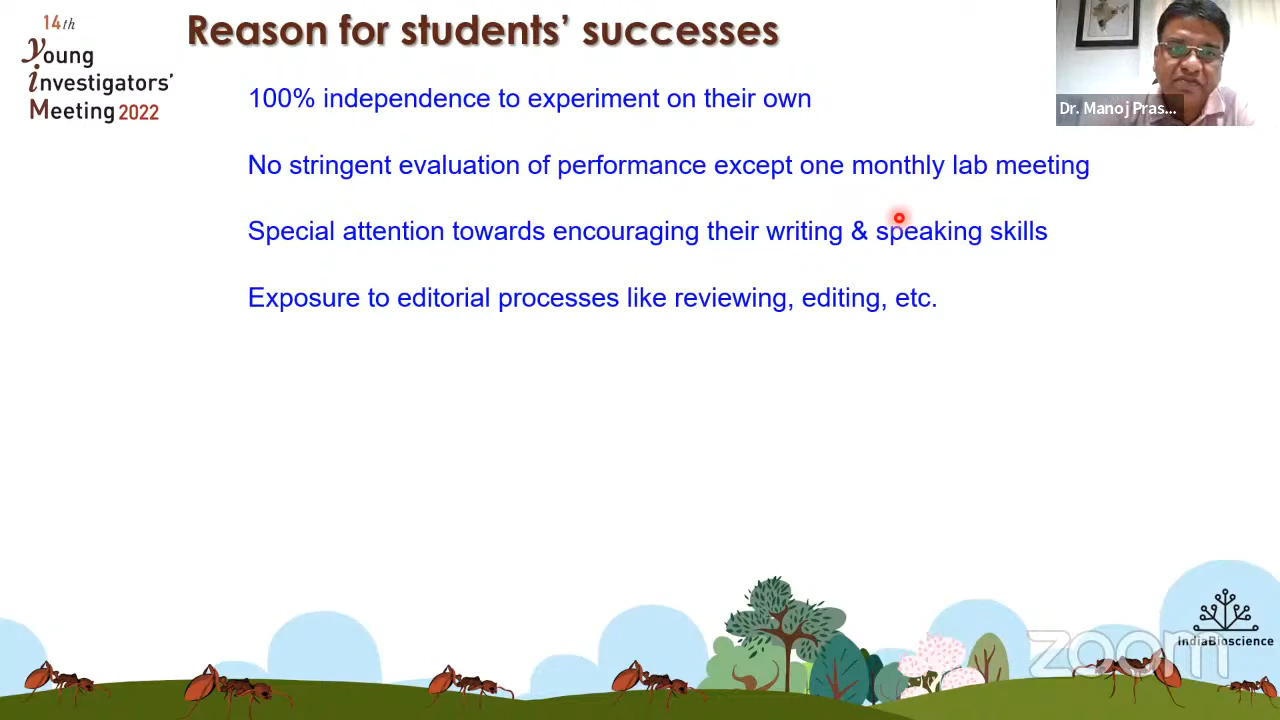 14th
Young
investigators'
Meeting 2022
Reason for students' successes
Dr. Manoj Pras...
100% independence to experiment on their own
No stringent evaluation of performance except one monthly lab meeting
Special attention towards encouraging their writing & speaking skills
Exposure to editorial processes like reviewing, editing, etc.
zoom
IndiaBioscience